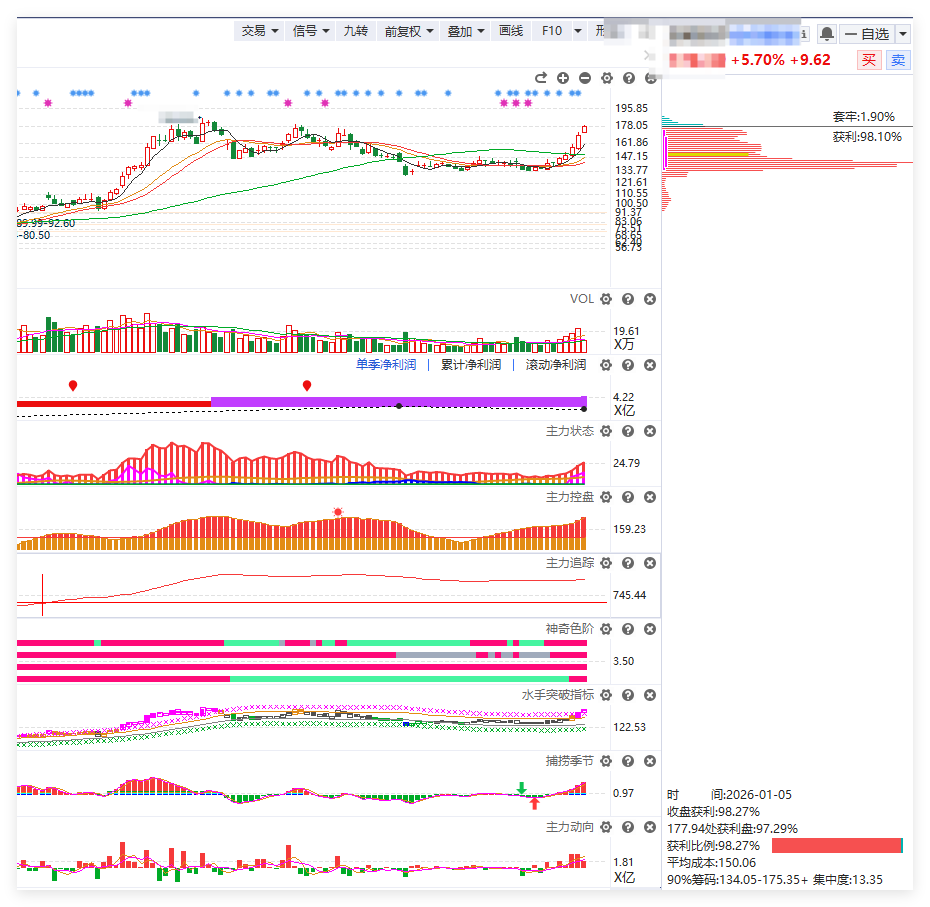 交易 信号 九转 前复权 叠加 画线 F10
自选
+5.70% +9.62 买 卖
195.85
178.05
161.86
147.15
133.77
121.61
110.55
100.50
91.37
83.06
75.51
68.65
62.40
56.73
套牢:1.90%
获利:98.10%
89.99-92.60
-80.50
VOL
19.61
X万
单季净利润 | 累计净利润 | 滚动净利润
4.22
X亿
主力状态
24.79
主力控盘
159.23
主力追踪
745.44
神奇色阶
3.50
水手突破指标
122.53
捕捞季节
0.97
主力动向
1.81
X亿
时 间:2026-01-05
收盘获利:98.27%
177.94处获利盘:97.29%
获利比例:98.27%
平均成本:150.06
90%筹码:134.05-175.35+ 集中度:13.35